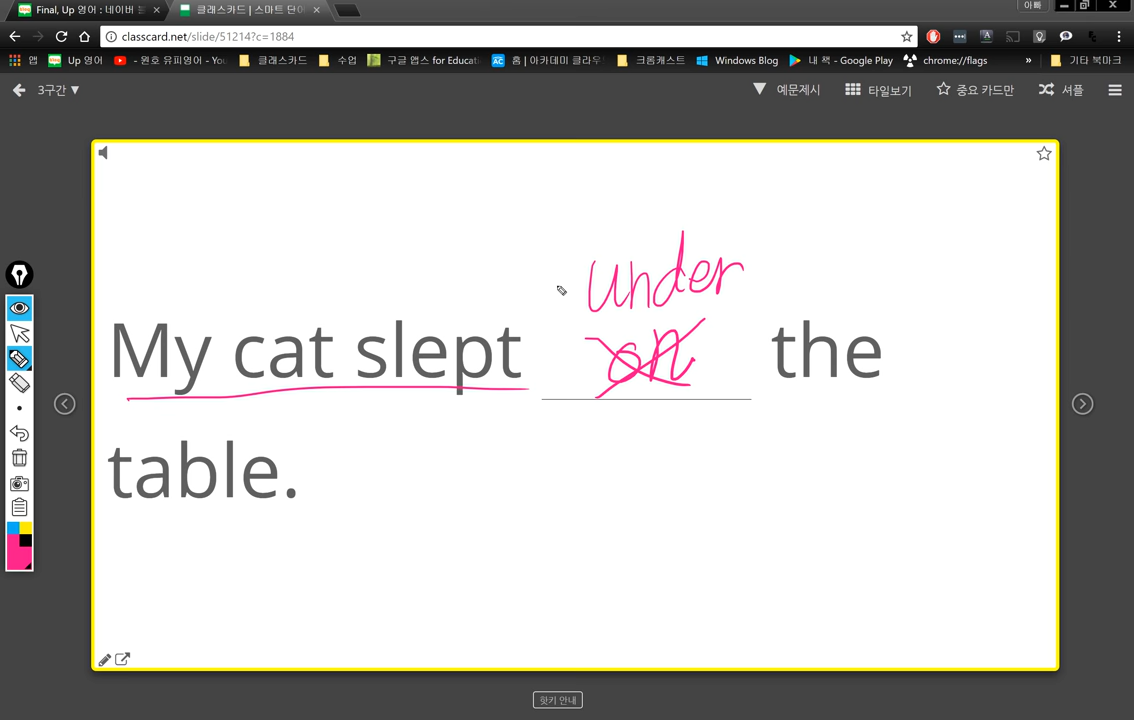 Final, Up 영어 : 네이버 블
클래스카드 | 스마트 단어
아빠
classcard.net/slide/51214?c=1884
앱
Up 영어
- 원호 유피영어 - You
클래스카드
수업
구글 앱스 for Educati
홈 | 아카데미 클라우드
크롬캐스트
Windows Blog
내 책 - Google Play
chrome://flags
»
기타 북마크
3구간 ▼
▼ 예문제시
타일보기
중요 카드만
셔플
under
My cat slept on the
table.
핫키 안내